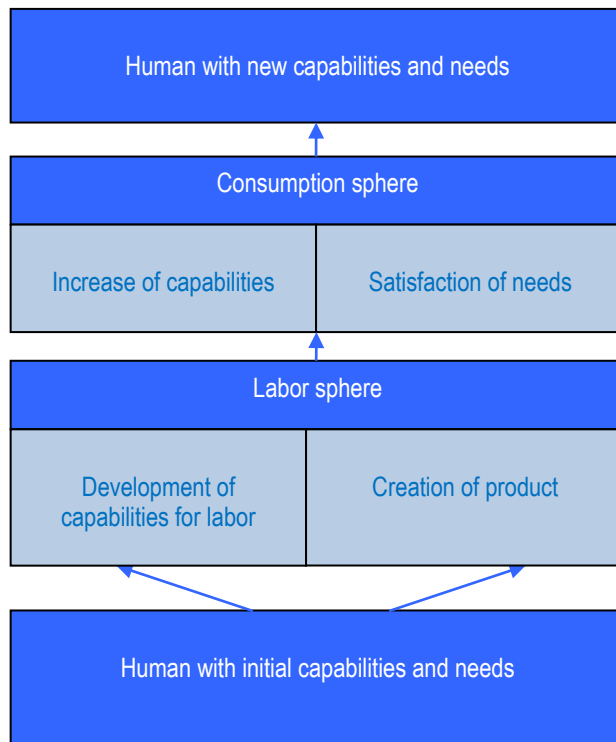 Human with new capabilities and needs
Consumption sphere
Increase of capabilities
Satisfaction of needs
Labor sphere
Development of
capabilities for labor
Creation of product
Human with initial capabilities and needs